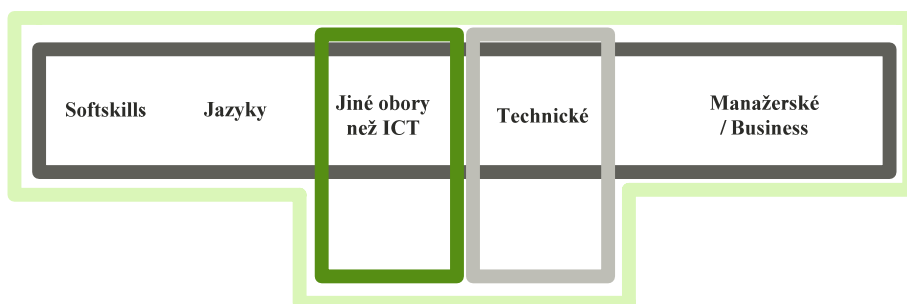 Softskills
Jazyky
Jiné obory
než ICT
Technické
Manažerské
/ Business